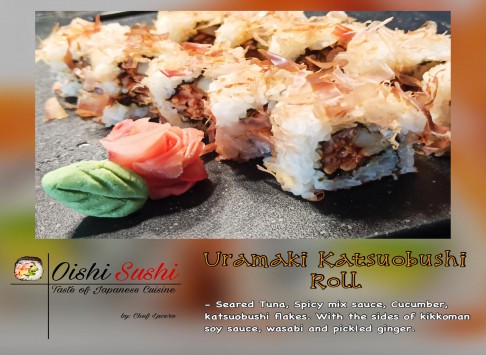 Uramaki Katsuobushi
Roll
Oishi Sushi
Taste of Japanese Cuisine
by: Chef
- Seared Tuna, Spicy mix sauce, Cucumber,
katsuobushi flakes. With the sides of kikkoman
soy sauce, wasabi and pickled ginger.